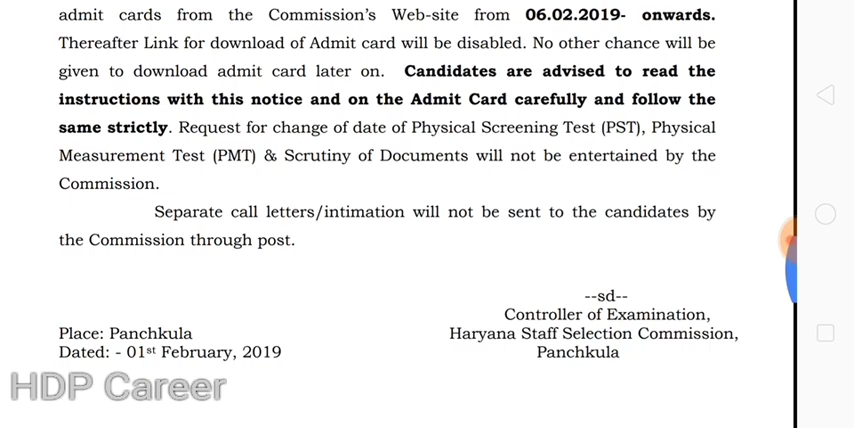 admit cards from the Commission's Web-site from 06.02.2019- onwards.
Thereafter Link for download of Admit card will be disabled. No other chance will be
given to download admit card later on. Candidates are advised to read the
instructions with this notice and on the Admit Card carefully and follow the
same strictly. Request for change of date of Physical Screening Test (PST), Physical
Measurement Test (PMT) & Scrutiny of Documents will not be entertained by the
Commission.
Separate call letters/intimation will not be sent to the candidates by
the Commission through post.
--sd--
Controller of Examination,
Place: Panchkula Haryana Staff Selection Commission,
Dated: - 01st February, 2019 Panchkula
HDP Career